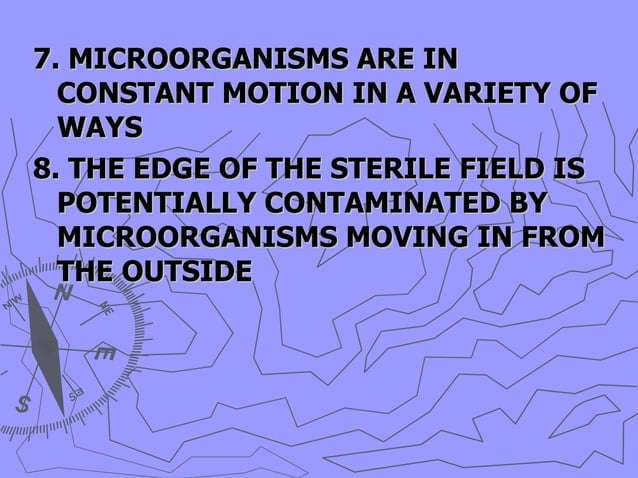 7. MICROORGANISMS ARE IN
CONSTANT MOTION IN A VARIETY OF
WAYS
8. THE EDGE OF THE STERILE FIELD IS
POTENTIALLY CONTAMINATED BY
MICROORGANISMS MOVING IN FROM
THE OUTSIDE
NW
N
NE
E
SE
S